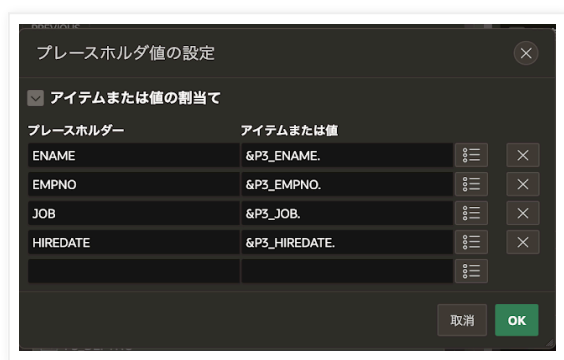 PREVIOUS
プレースホルダ値の設定
アイテムまたは値の割当て
プレースホルダー アイテムまたは値
ENAME &P3_ENAME.
EMPNO &P3_EMPNO.
JOB &P3_JOB.
HIREDATE &P3_HIREDATE.
取消 OK